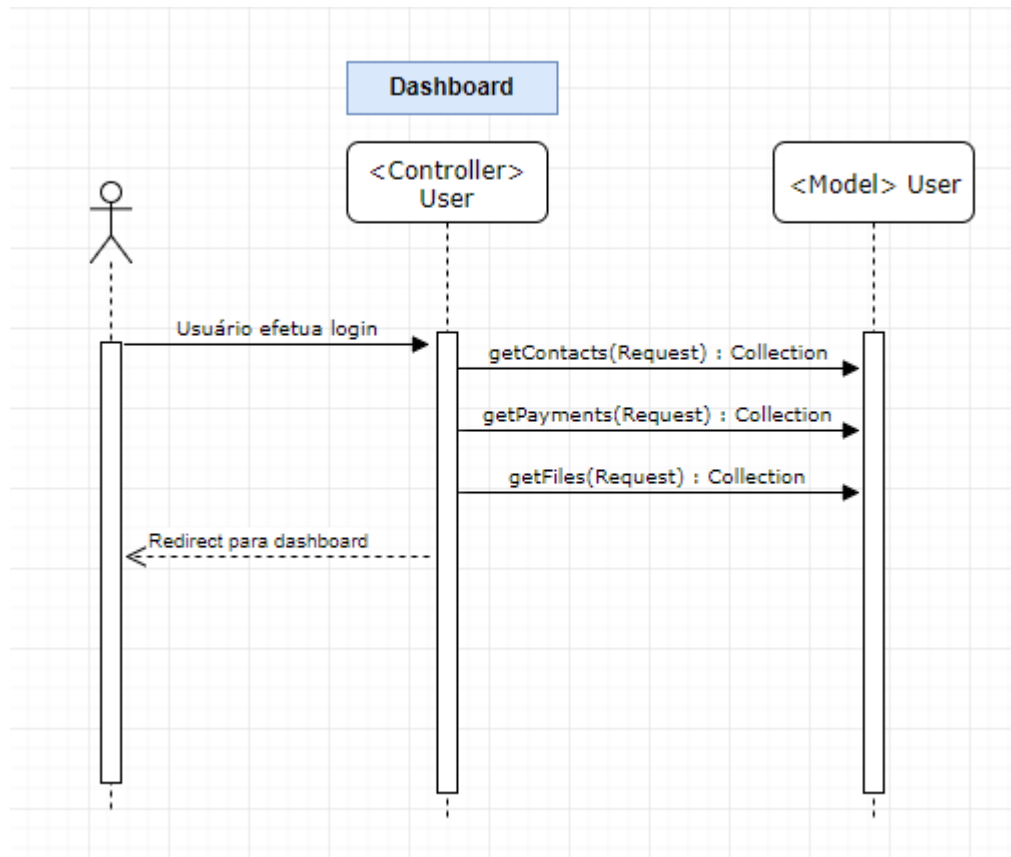 Dashboard
<Controller>
User
<Model> User
Usuário efetua login
getContacts(Request) : Collection
getPayments(Request) : Collection
getFiles(Request) : Collection
Redirect para dashboard